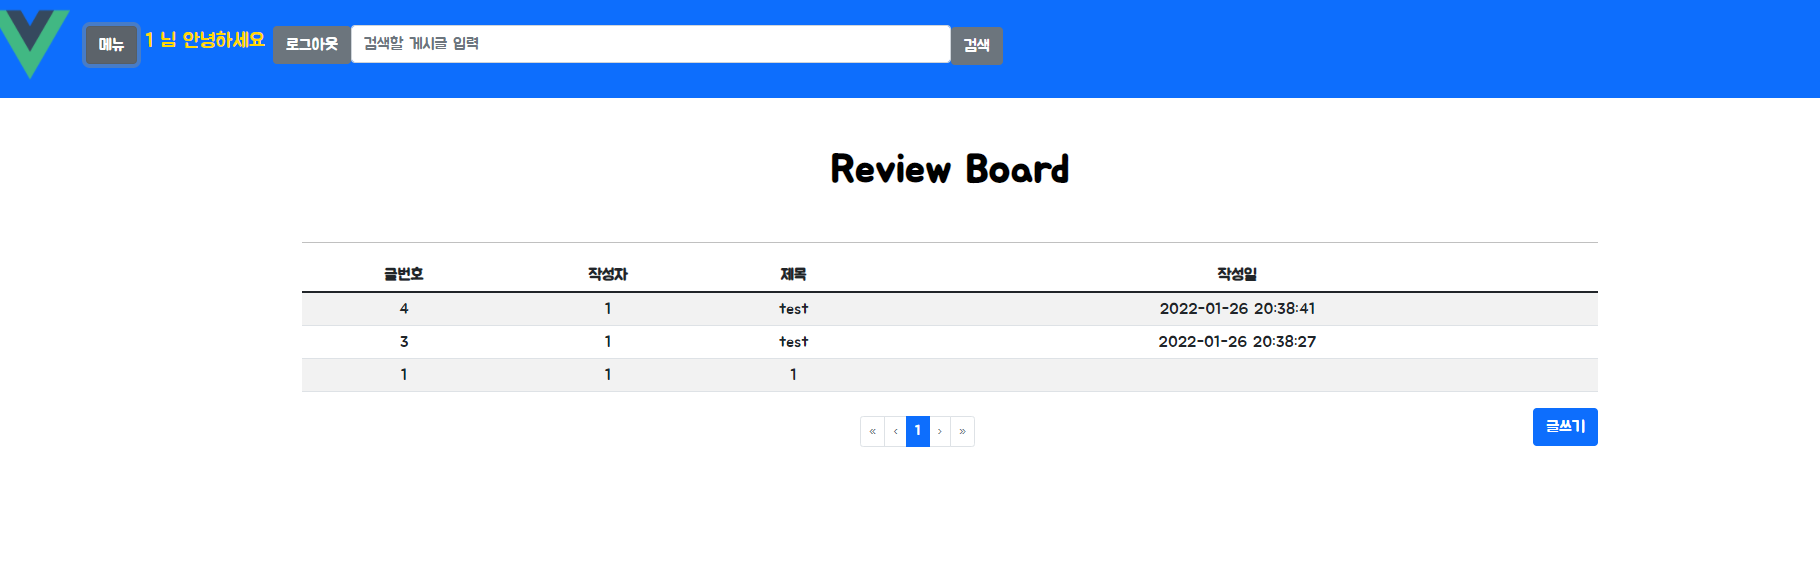 메뉴 1 님 안녕하세요 로그아웃 검색할 게시글 입력 검색
Review Board
글번호 작성자 제목 작성일
4 1 test 2022-01-26 20:38:41
3 1 test 2022-01-26 20:38:27
1 1 1
« ‹ 1 › » 글쓰기